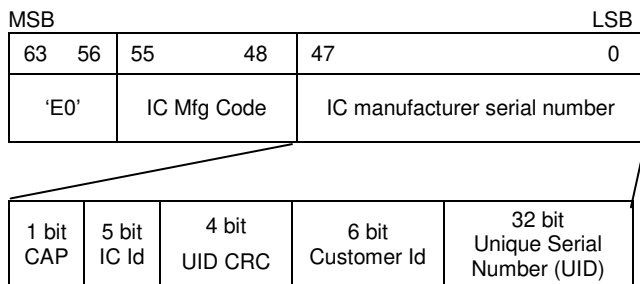 MSB LSB
63 56 55 48 47 0
‘E0’ IC Mfg Code IC manufacturer serial number
1 bit CAP
5 bit IC Id
4 bit UID CRC
6 bit Customer Id
32 bit Unique Serial Number (UID)